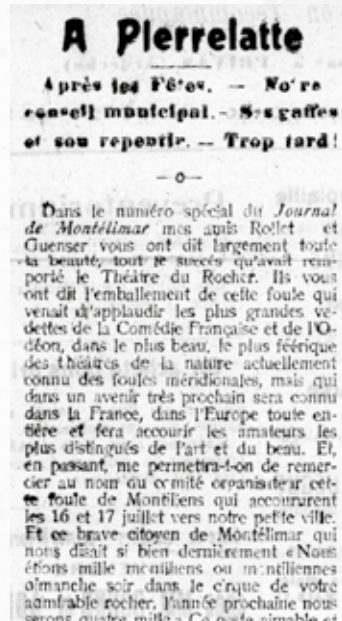 A Pierrelatte
Après les Fêtes. — Notre
conseil municipal. - Ses gaffes
et son repentir. — Trop tard!
—o—
Dans le numéro spécial du Journal
de Montélimar mes amis Rollet et
Guenser vous ont dit largement toute
la beauté, tout le succès qu'avait rem-
porté le Théâtre du Rocher. Ils vous
ont dit l'emballement de cette foule qui
venait d'applaudir les plus grandes ve-
dettes de la Comédie Française et de l'O-
déon, dans le plus beau, le plus féérique
des théâtres de la nature actuellement
connu des foules méridionales, mais qui
dans un avenir très prochain sera connu
dans la France, dans l'Europe toute en-
tière et fera accourir les amateurs les
plus distingués de l'art et du beau. Et,
en passant, me permettra-t-on de remer-
cier au nom du comité organisateur cet-
te foule de Montiliens qui accoururent
les 16 et 17 juillet vers notre petite ville.
Et ce brave citoyen de Montélimar qui
nous disait si bien dernièrement « Nous
étions mille montiliens ou montiliennes
dimanche soir dans le cirque de votre
admirable rocher, l'année prochaine nous
serons quatre mille » Ce geste aimable et